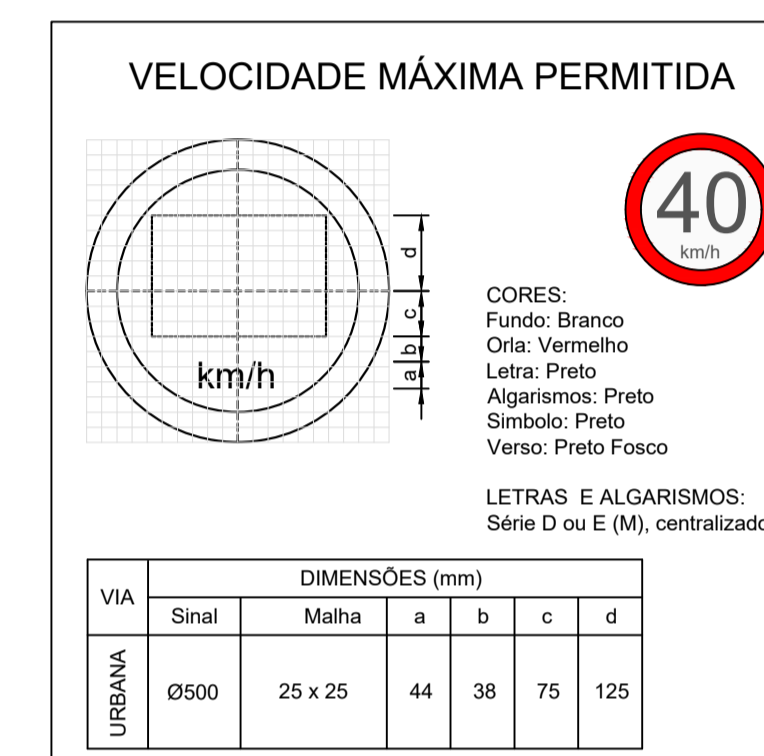 VELOCIDADE MÁXIMA PERMITIDA
40
km/h
d
c
b
a
km/h
CORES:
Fundo: Branco
Orla: Vermelho
Letra: Preto
Algarismos: Preto
Simbolo: Preto
Verso: Preto Fosco
LETRAS E ALGARISMOS:
Série D ou E (M), centralizado
VIA DIMENSÕES (mm)
Sinal Malha a b c d
URBANA Ø500 25 x 25 44 38 75 125